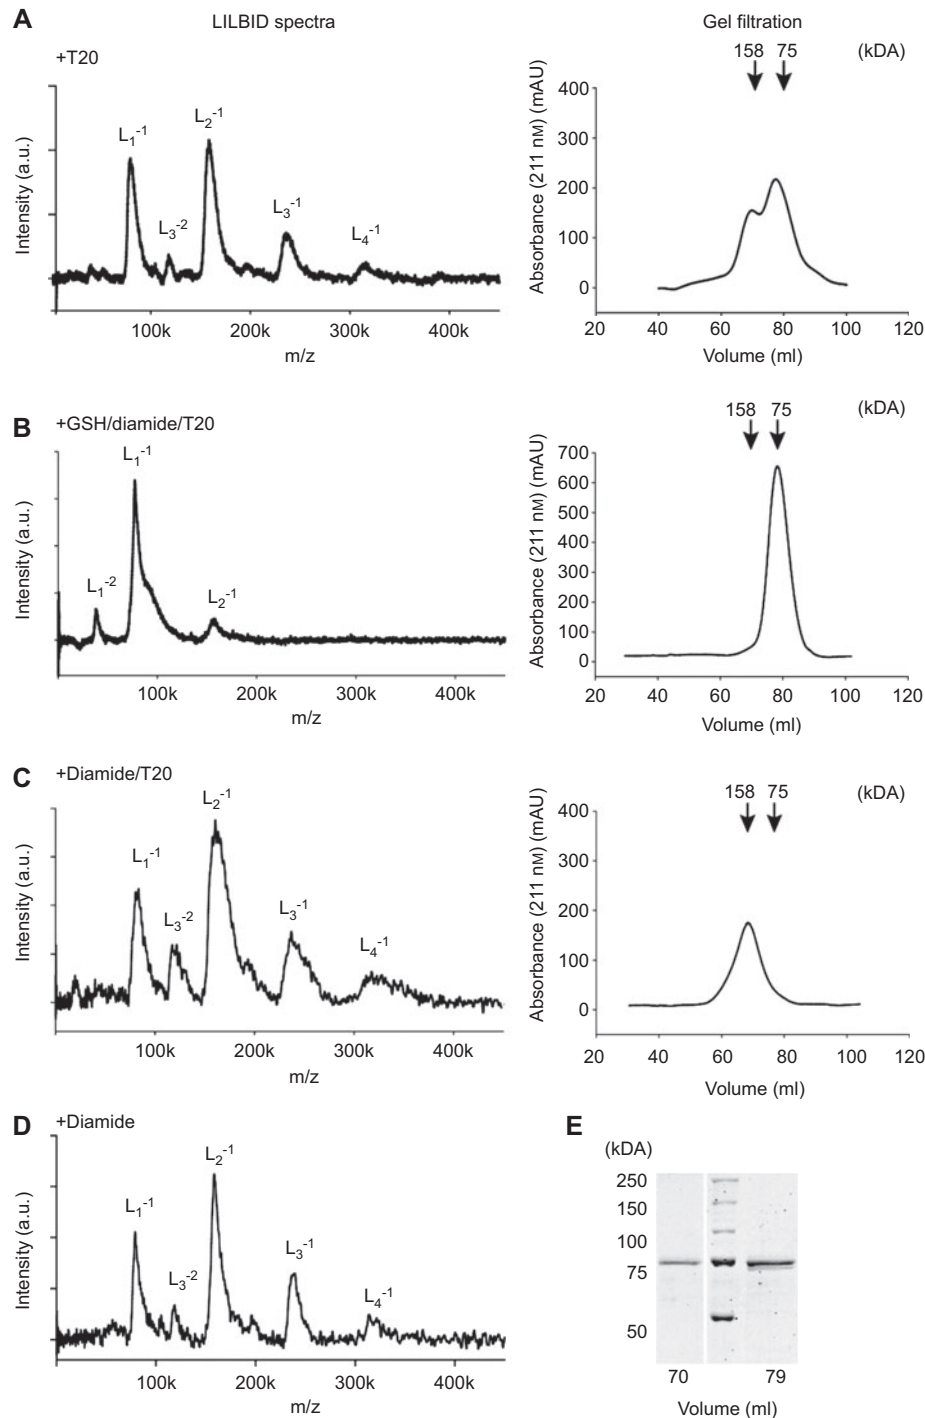 A
LILBID spectra
Gel filtration
+T20
158 75 (kDA)
Intensity (a.u.)
L1-1
L3-2
L2-1
L3-1
L4-1
100k 200k 300k 400k
m/z
Absorbance (211 nM) (mAU)
400
300
200
100
0
20 40 60 80 100 120
Volume (ml)
B
+GSH/diamide/T20
158 75 (kDA)
Intensity (a.u.)
L1-2
L1-1
L2-1
100k 200k 300k 400k
m/z
Absorbance (211 nM) (mAU)
700
600
500
400
300
200
100
0
20 40 60 80 100 120
Volume (ml)
C
+Diamide/T20
158 75 (kDA)
Intensity (a.u.)
L1-1
L3-2
L2-1
L3-1
L4-1
100k 200k 300k 400k
m/z
Absorbance (211 nM) (mAU)
400
300
200
100
0
20 40 60 80 100 120
Volume (ml)
D
+Diamide
Intensity (a.u.)
L1-1
L3-2
L2-1
L3-1
L4-1
100k 200k 300k 400k
m/z
E
(kDA)
250
150
100
75
50
70 79
Volume (ml)